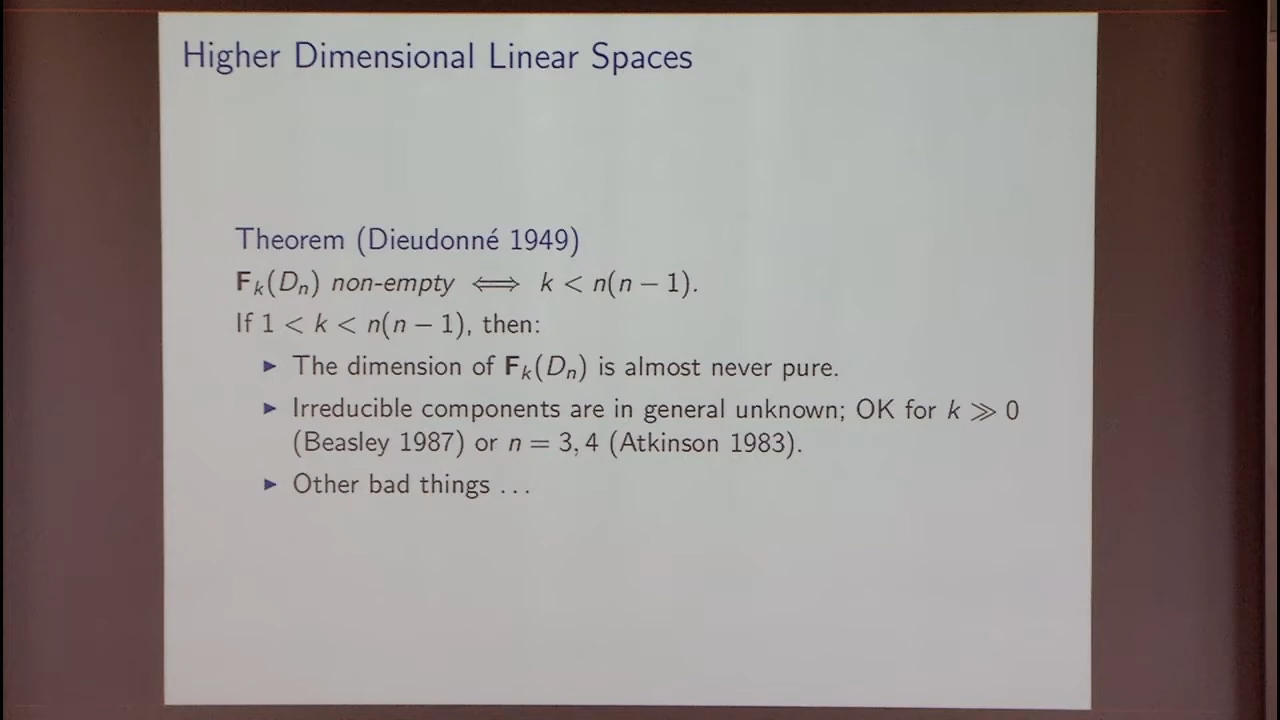 Higher Dimensional Linear Spaces
Theorem (Dieudonné 1949)
F_k(D_n) non-empty ⟺ k < n(n − 1).
If 1 < k < n(n − 1), then:
▶ The dimension of F_k(D_n) is almost never pure.
▶ Irreducible components are in general unknown; OK for k ≫ 0
(Beasley 1987) or n = 3, 4 (Atkinson 1983).
▶ Other bad things . . .